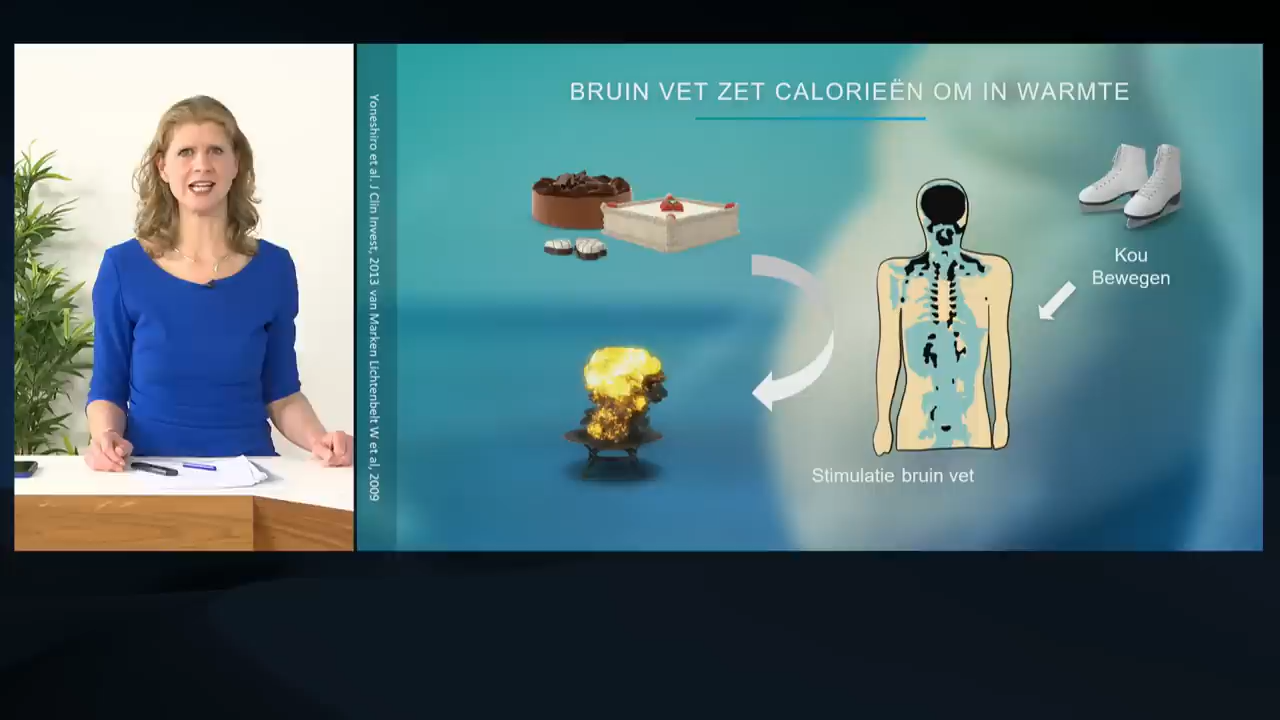 BRUIN VET ZET CALORIEËN OM IN WARMTE
Kou
Bewegen
Stimulatie bruin vet
Yoneshiro et al. J Clin Invest, 2013 van Marken Lichtenbelt W et al, 2009